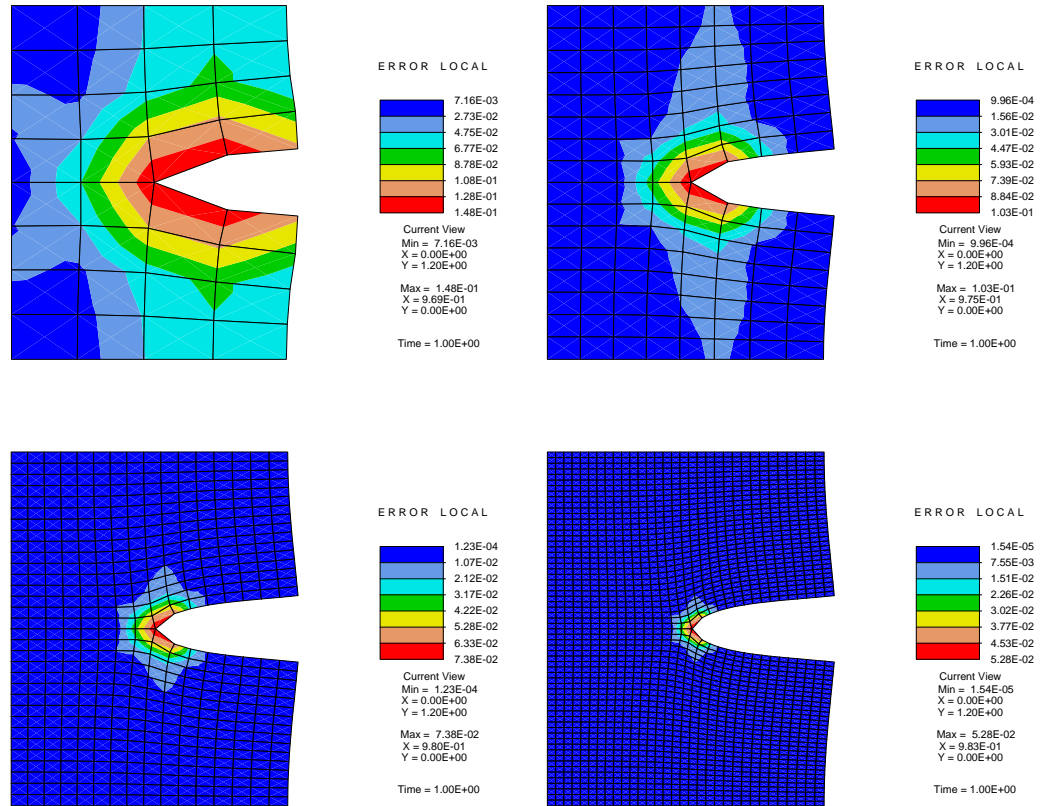 ERROR LOCAL
7.16E-03
2.73E-02
4.75E-02
6.77E-02
8.78E-02
1.08E-01
1.28E-01
1.48E-01
Current View
Min = 7.16E-03
X = 0.00E+00
Y = 1.20E+00
Max = 1.48E-01
X = 9.69E-01
Y = 0.00E+00
Time = 1.00E+00
ERROR LOCAL
9.96E-04
1.56E-02
3.01E-02
4.47E-02
5.93E-02
7.39E-02
8.84E-02
1.03E-01
Current View
Min = 9.96E-04
X = 0.00E+00
Y = 1.20E+00
Max = 1.03E-01
X = 9.75E-01
Y = 0.00E+00
Time = 1.00E+00
ERROR LOCAL
1.23E-04
1.07E-02
2.12E-02
3.17E-02
4.22E-02
5.28E-02
6.33E-02
7.38E-02
Current View
Min = 1.23E-04
X = 0.00E+00
Y = 1.20E+00
Max = 7.38E-02
X = 9.80E-01
Y = 0.00E+00
Time = 1.00E+00
ERROR LOCAL
1.54E-05
7.55E-03
1.51E-02
2.26E-02
3.02E-02
3.77E-02
4.53E-02
5.28E-02
Current View
Min = 1.54E-05
X = 0.00E+00
Y = 1.20E+00
Max = 5.28E-02
X = 9.83E-01
Y = 0.00E+00
Time = 1.00E+00